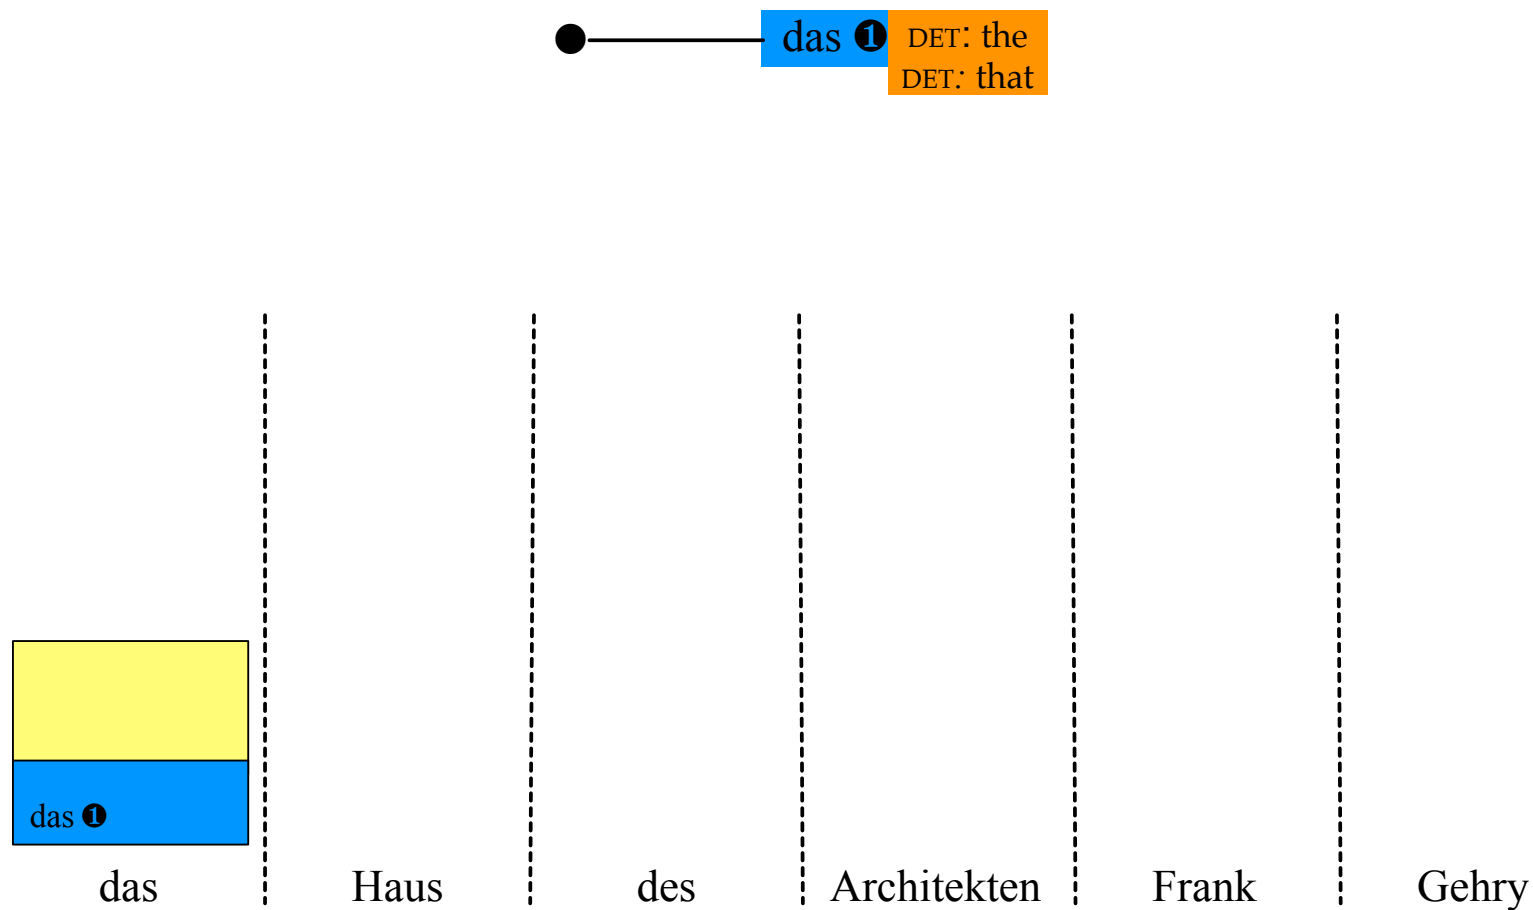 das ❶ DET: the
DET: that
das ❶
das Haus des Architekten Frank Gehry